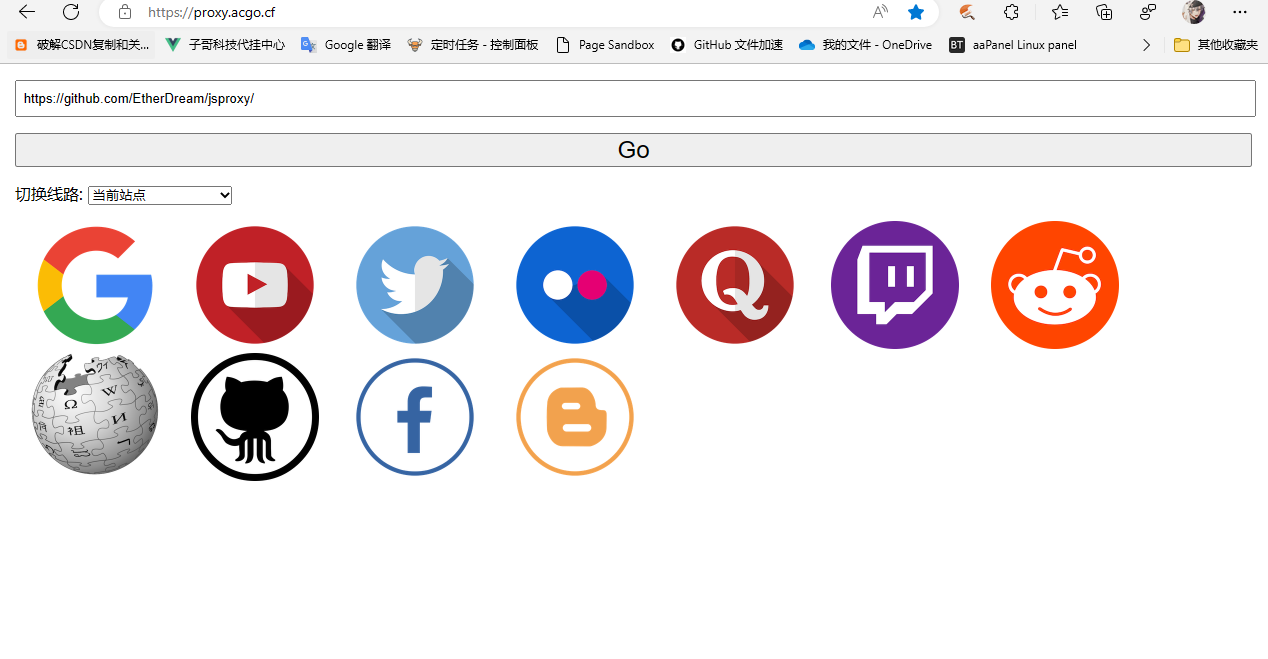 https://proxy.acgo.cf
破解CSDN复制和关... 子哥科技代挂中心 Google 翻译 定时任务 - 控制面板 Page Sandbox GitHub 文件加速 我的文件 - OneDrive BT aaPanel Linux panel 其他收藏夹
https://github.com/EtherDream/jsproxy/
Go
切换线路: 当前站点